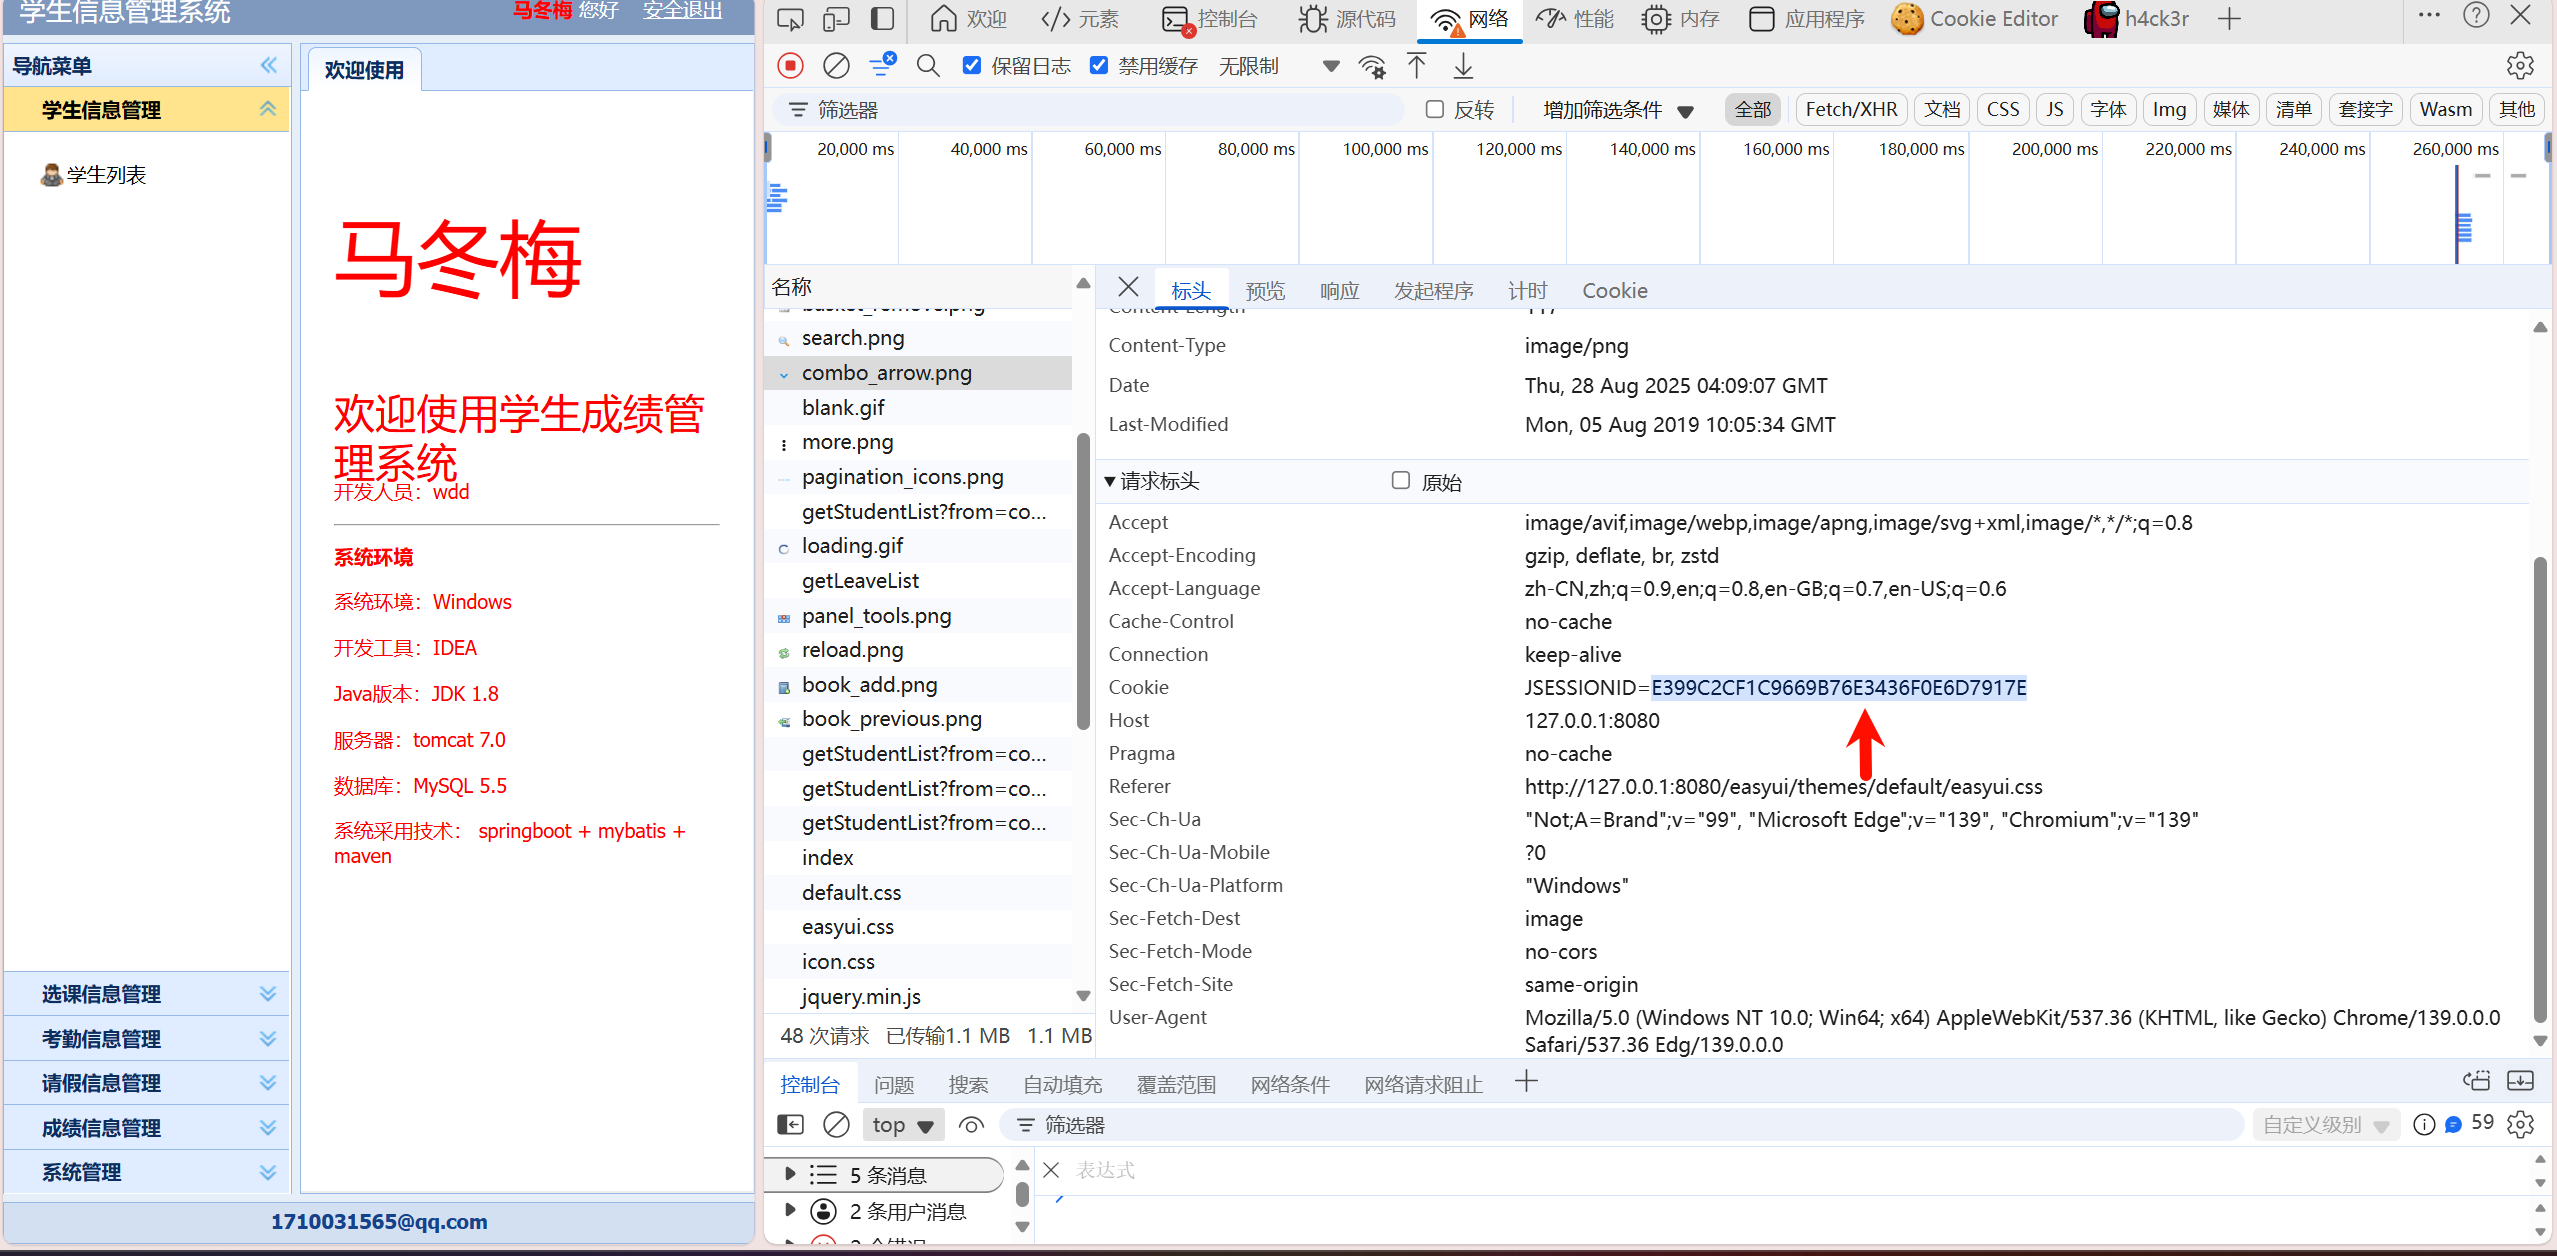 学生信息管理系统
马冬梅 您好 安全退出
导航菜单
学生信息管理
学生列表
选课信息管理
考勤信息管理
请假信息管理
成绩信息管理
系统管理
欢迎使用
马冬梅
欢迎使用学生成绩管
理系统
开发人员：wdd
系统环境
系统环境：Windows
开发工具：IDEA
Java版本：JDK 1.8
服务器：tomcat 7.0
数据库：MySQL 5.5
系统采用技术： springboot + mybatis +
maven
1710031565@qq.com
欢迎 元素 控制台 源代码 网络 性能 内存 应用程序 Cookie Editor h4ck3r
保留日志 禁用缓存 无限制
筛选器 反转 增加筛选条件 全部 Fetch/XHR 文档 CSS JS 字体 Img 媒体 清单 套接字 Wasm 其他
20,000 ms 40,000 ms 60,000 ms 80,000 ms 100,000 ms 120,000 ms 140,000 ms 160,000 ms 180,000 ms 200,000 ms 220,000 ms 240,000 ms 260,000 ms
名称
basket_remove.png
search.png
combo_arrow.png
blank.gif
more.png
pagination_icons.png
getStudentList?from=co...
loading.gif
getLeaveList
panel_tools.png
reload.png
book_add.png
book_previous.png
getStudentList?from=co...
getStudentList?from=co...
getStudentList?from=co...
index
default.css
easyui.css
icon.css
jquery.min.js
48 次请求 已传输1.1 MB 1.1 MB
标头 预览 响应 发起程序 计时 Cookie
Content-Length
Content-Type image/png
Date Thu, 28 Aug 2025 04:09:07 GMT
Last-Modified Mon, 05 Aug 2019 10:05:34 GMT
请求标头 原始
Accept image/avif,image/webp,image/apng,image/svg+xml,image/*,*/*;q=0.8
Accept-Encoding gzip, deflate, br, zstd
Accept-Language zh-CN,zh;q=0.9,en;q=0.8,en-GB;q=0.7,en-US;q=0.6
Cache-Control no-cache
Connection keep-alive
Cookie JSESSIONID=E399C2CF1C9669B76E3436F0E6D7917E
Host 127.0.0.1:8080
Pragma no-cache
Referer http://127.0.0.1:8080/easyui/themes/default/easyui.css
Sec-Ch-Ua "Not;A=Brand";v="99", "Microsoft Edge";v="139", "Chromium";v="139"
Sec-Ch-Ua-Mobile ?0
Sec-Ch-Ua-Platform "Windows"
Sec-Fetch-Dest image
Sec-Fetch-Mode no-cors
Sec-Fetch-Site same-origin
User-Agent Mozilla/5.0 (Windows NT 10.0; Win64; x64) AppleWebKit/537.36 (KHTML, like Gecko) Chrome/139.0.0.0
Safari/537.36 Edg/139.0.0.0
控制台 问题 搜索 自动填充 覆盖范围 网络条件 网络请求阻止
top 筛选器 自定义级别 59
5 条消息
表达式
2 条用户消息